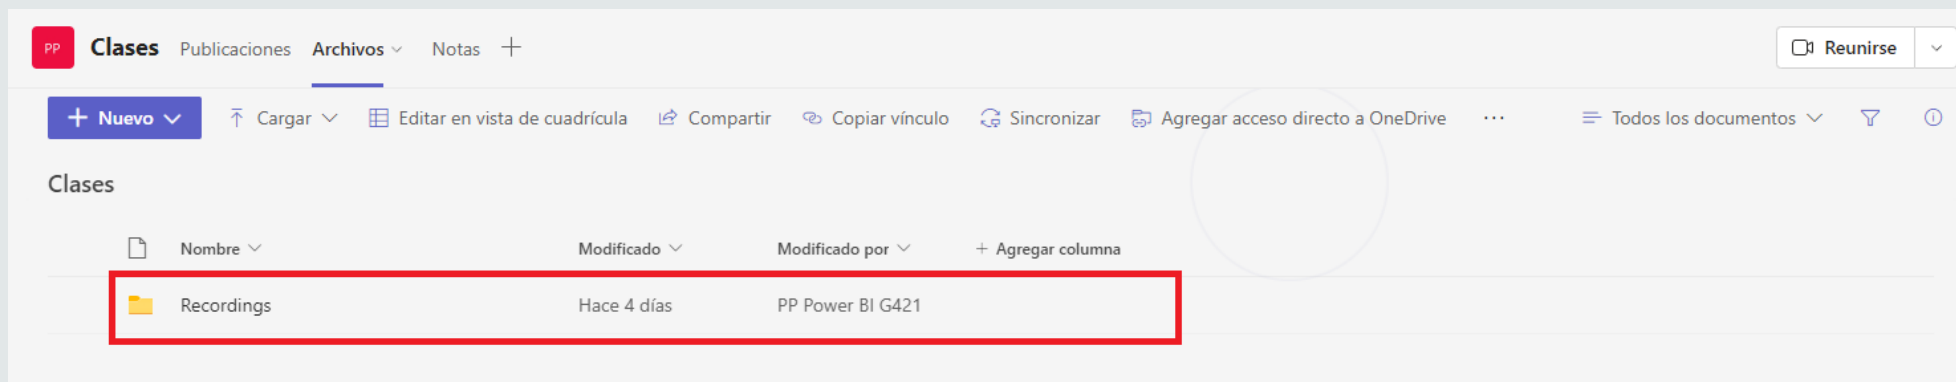 PP Clases Publicaciones Archivos Notas Reunirse
Nuevo Cargar Editar en vista de cuadrícula Compartir Copiar vínculo Sincronizar Agregar acceso directo a OneDrive ... Todos los documentos
Clases
Nombre Modificado Modificado por + Agregar columna
Recordings Hace 4 días PP Power BI G421